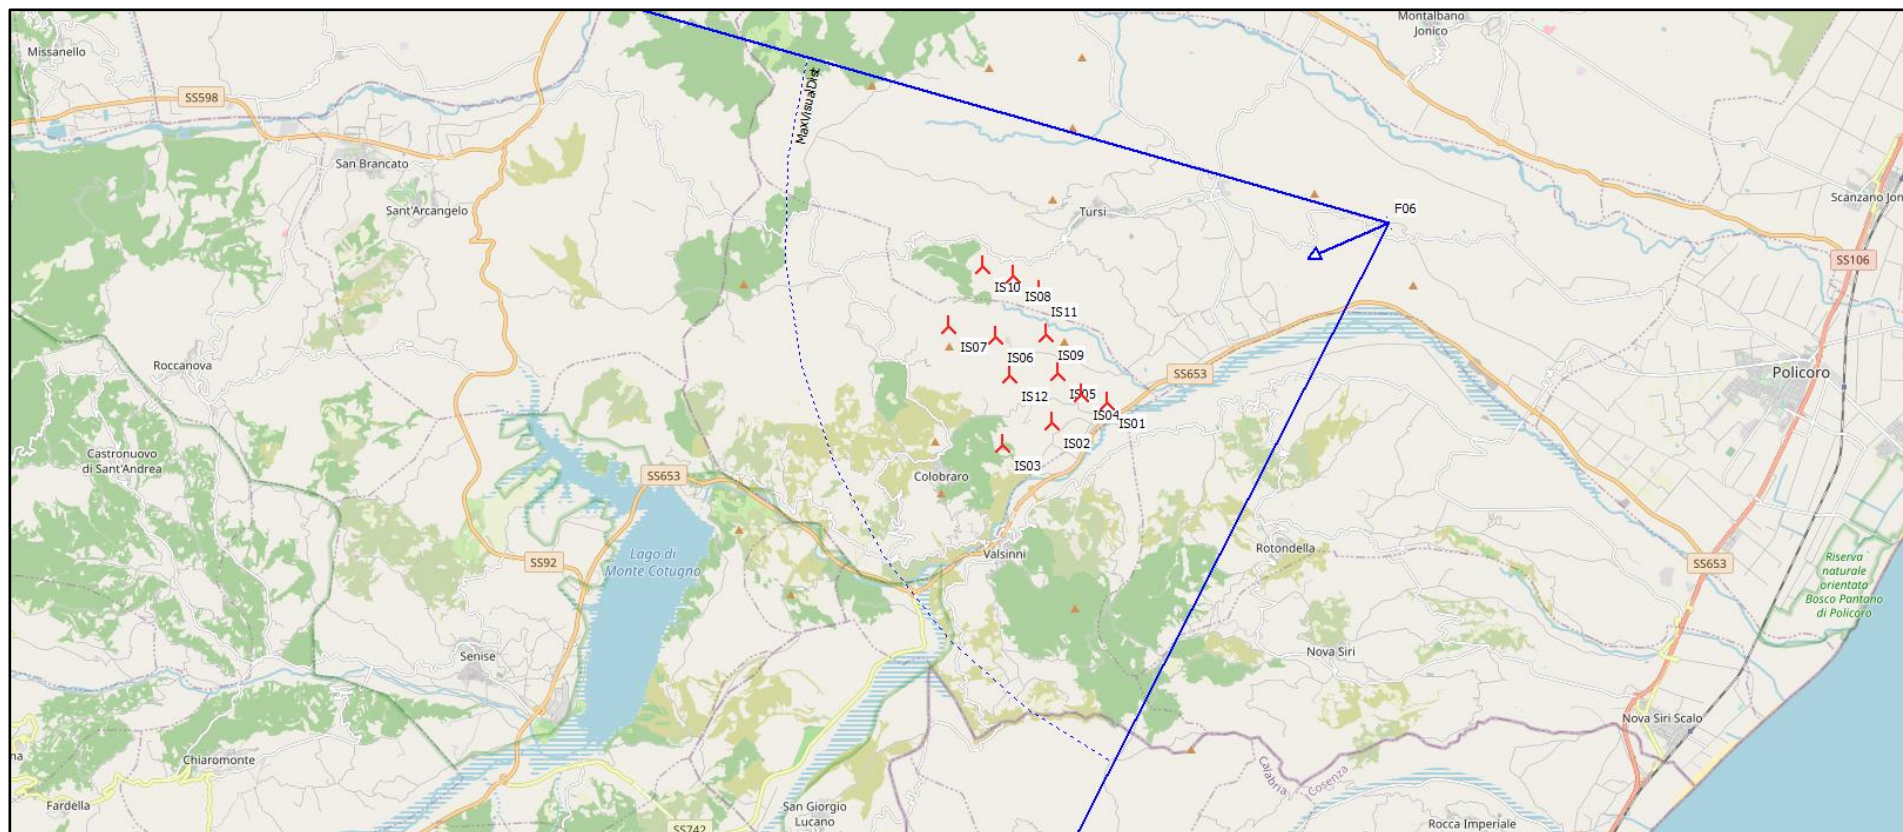 Montalbano
Jonico
Missanello
MaxVisualDist
SS598
San Brancato
Sant'Arcangelo
Scanzano Jon
Tursi
F06
SS106
IS10
IS08
IS11
IS07
IS06
IS09
Roccanova
SS653
Policoro
IS12
IS05
IS04
IS01
IS02
Castronuovo
di Sant'Andrea
IS03
SS653
Colobraro
Lago di
Monte Cotugno
SS92
Valsinni
Rotondella
SS653
Riserva
naturale
orientata
Bosco Pantano
di Policoro
Senise
Nova Siri
Nova Siri Scalo
na
Chiaromonte
Calabria
Cosenza
Fardella
San Giorgio
Lucano
SS742
Rocca Imperiale